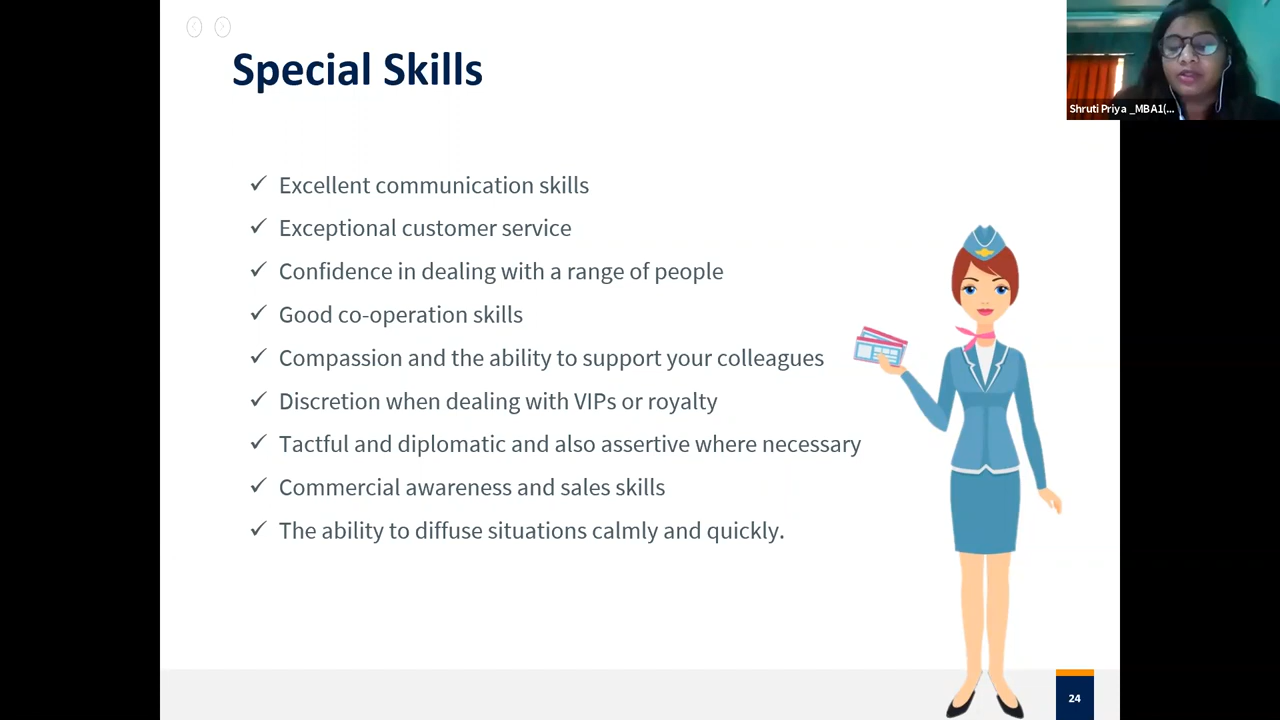 Special Skills
Shruti Priya _MBA1(...
✓ Excellent communication skills
✓ Exceptional customer service
✓ Confidence in dealing with a range of people
✓ Good co-operation skills
✓ Compassion and the ability to support your colleagues
✓ Discretion when dealing with VIPs or royalty
✓ Tactful and diplomatic and also assertive where necessary
✓ Commercial awareness and sales skills
✓ The ability to diffuse situations calmly and quickly.
24